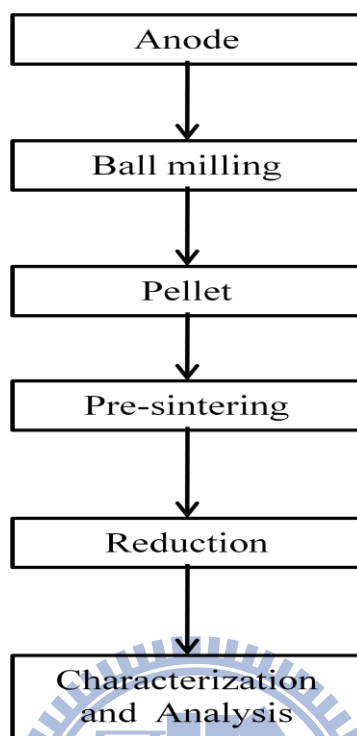 Anode
Ball milling
Pellet
Pre-sintering
Reduction
Characterization
and Analysis